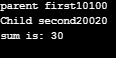 parent first10100
Child second20020
sum is: 30